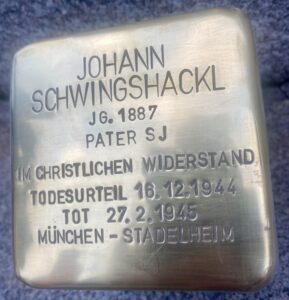 JOHANN
SCHWINGSHACKL
JG. 1887
PATER SJ
IM CHRISTLICHEN WIDERSTAND
TODESURTEIL 16.12.1944
TOT 27.2.1945
MÜNCHEN - STADELHEIM